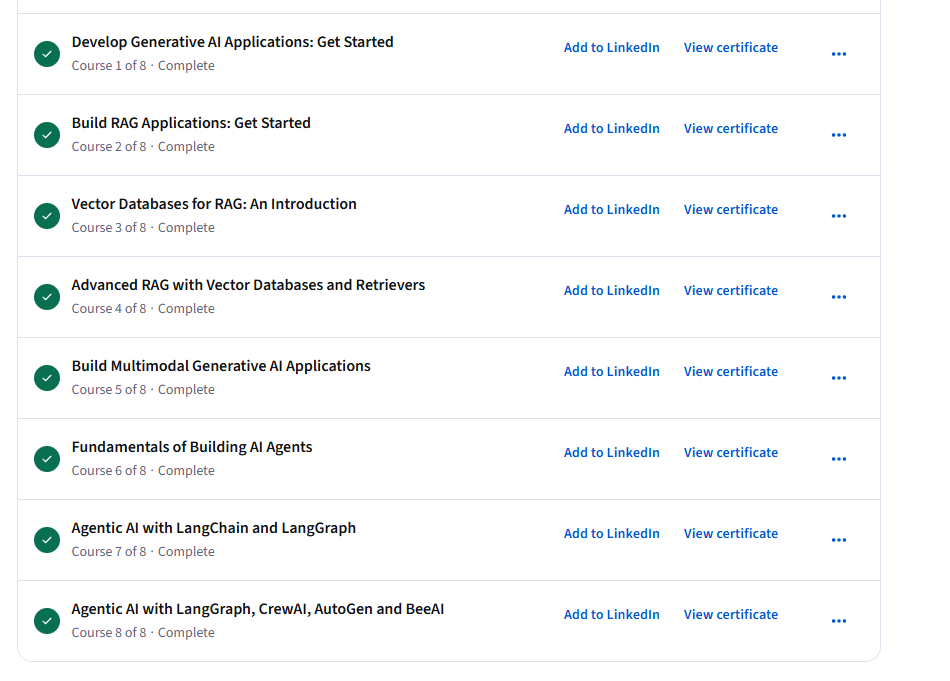 Develop Generative AI Applications: Get Started
Add to LinkedIn
View certificate
Course 1 of 8 · Complete
Build RAG Applications: Get Started
Add to LinkedIn
View certificate
Course 2 of 8 · Complete
Vector Databases for RAG: An Introduction
Add to LinkedIn
View certificate
Course 3 of 8 · Complete
Advanced RAG with Vector Databases and Retrievers
Add to LinkedIn
View certificate
Course 4 of 8 · Complete
Build Multimodal Generative AI Applications
Add to LinkedIn
View certificate
Course 5 of 8 · Complete
Fundamentals of Building AI Agents
Add to LinkedIn
View certificate
Course 6 of 8 · Complete
Agentic AI with LangChain and LangGraph
Add to LinkedIn
View certificate
Course 7 of 8 · Complete
Agentic AI with LangGraph, CrewAI, AutoGen and BeeAI
Add to LinkedIn
View certificate
Course 8 of 8 · Complete